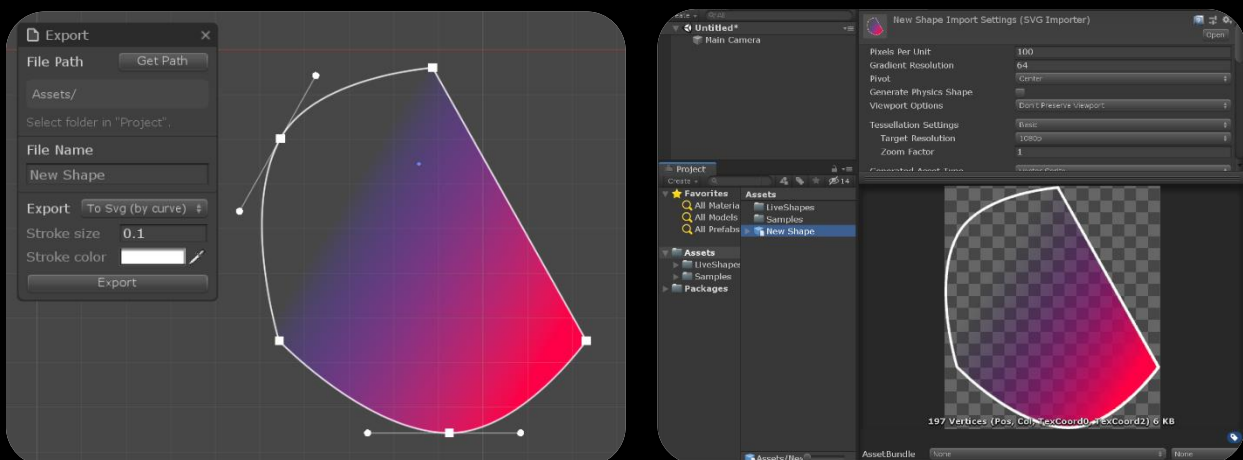 Export
File Path
Get Path
Assets/
Select folder in "Project".
File Name
New Shape
Export
To Svg (by curve)
Stroke size
0.1
Stroke color
Export
Untitled*
Main Camera
Project
Create
14
Favorites
All Materia
All Models
All Prefabs
Assets
LiveShapes
Samples
Packages
Assets
LiveShapes
Samples
New Shape
Assets/Nev
New Shape Import Settings (SVG Importer)
Open
Pixels Per Unit
100
Gradient Resolution
64
Pivot
Center
Generate Physics Shape
Viewport Options
Don't Preserve Viewport
Tessellation Settings
Basic
Target Resolution
1080p
Zoom Factor
1
197 Vertices (Pos, Col, TexCoord0, TexCoord2) 6 KB
AssetBundle
None
None